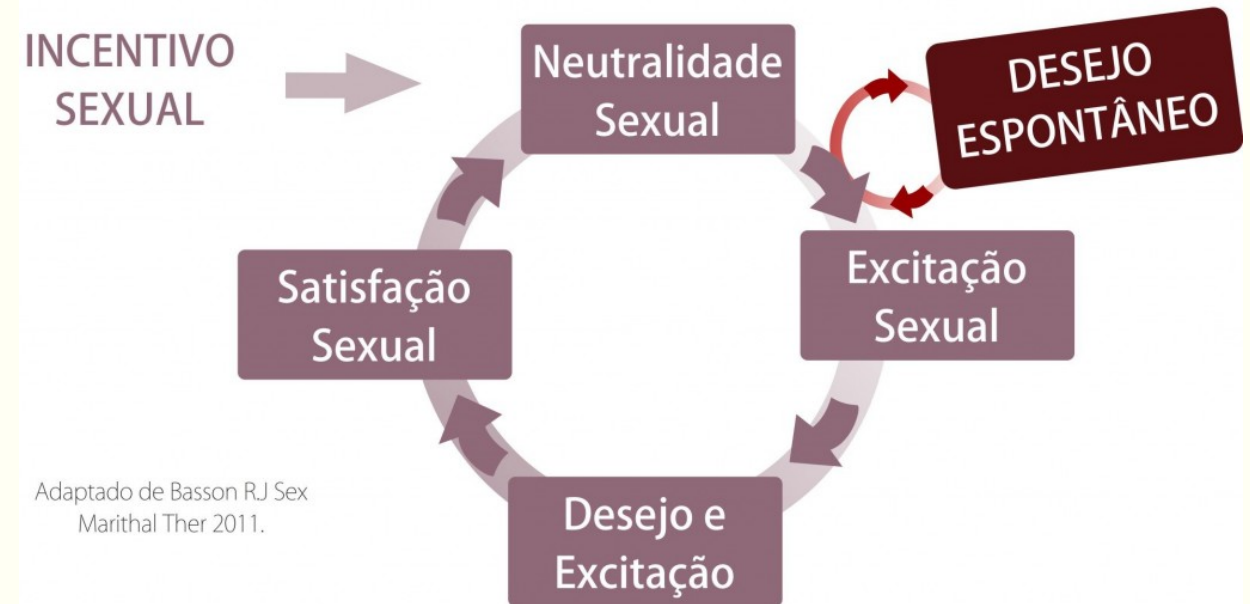 INCENTIVO
SEXUAL
Neutralidade
Sexual
DESEJO
ESPONTÂNEO
Excitação
Sexual
Satisfação
Sexual
Desejo e
Excitação
Adaptado de Basson RJ Sex
Marithal Ther 2011.